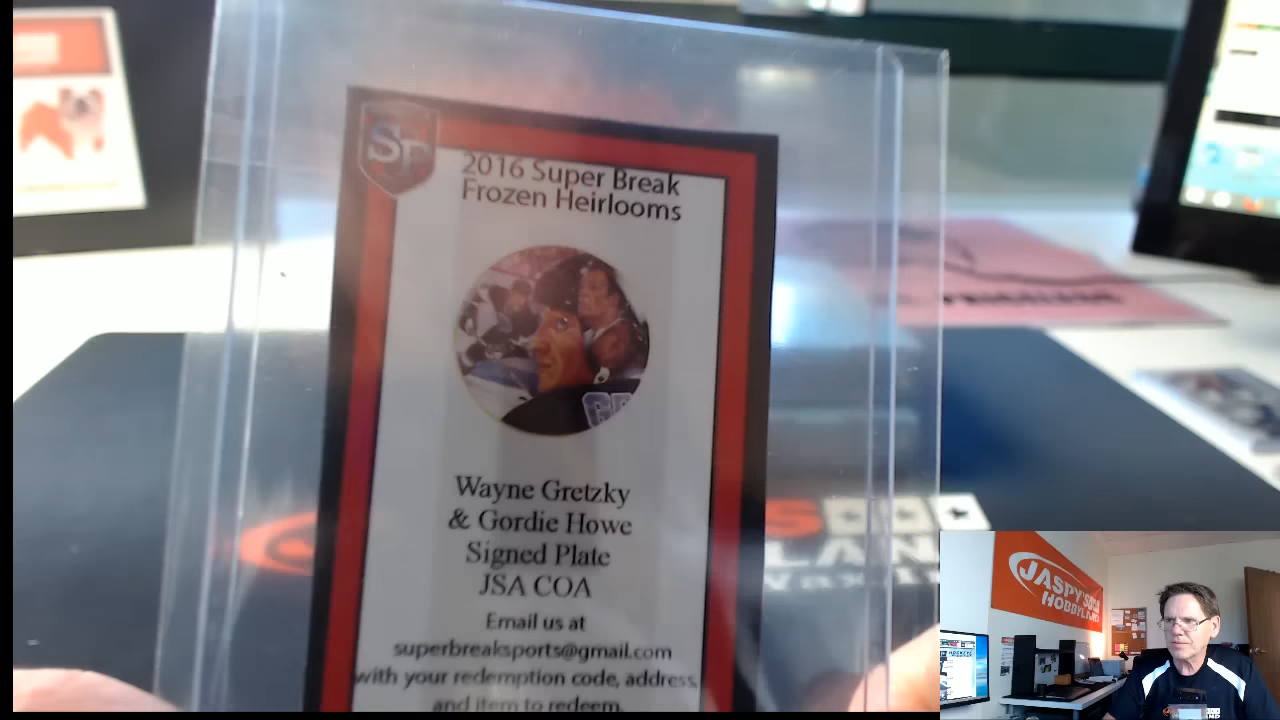 SF
2016 Super Break
Frozen Heirlooms
Wayne Gretzky
& Gordie Howe
Signed Plate
JSA COA
Email us at
superbreaksports@gmail.com
with your redemption code, address,
and item to redeem.
JASPY'S
HOBBYLAND